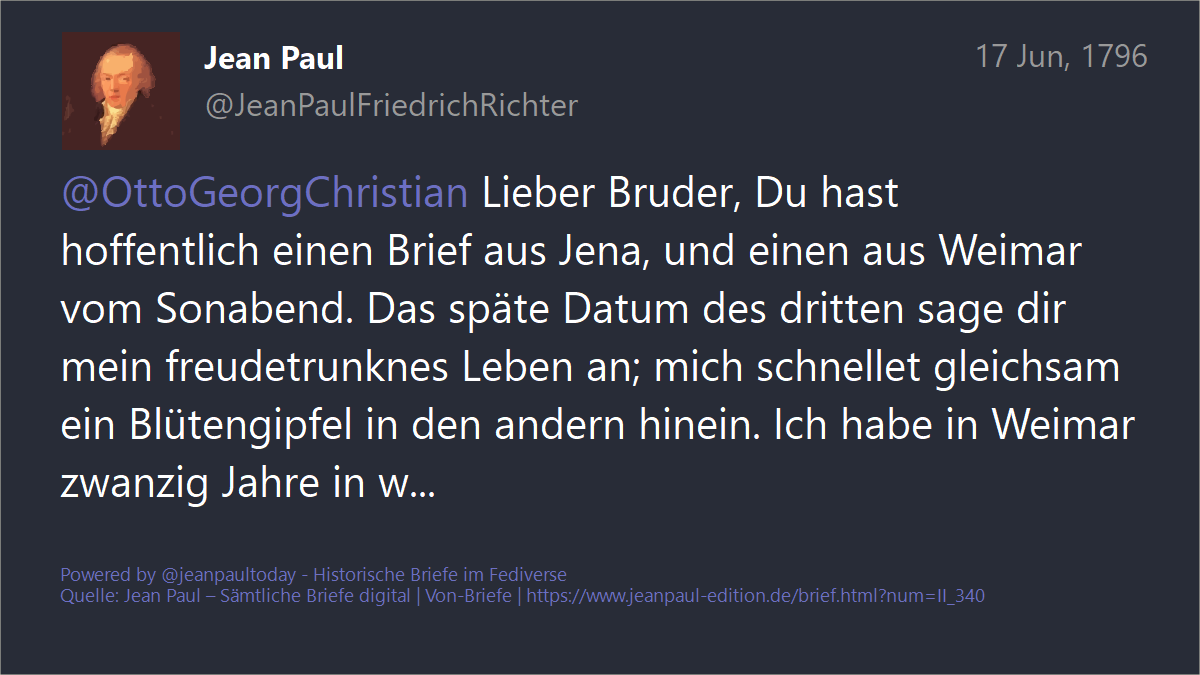 Jean Paul
17 Jun, 1796
@JeanPaulFriedrichRichter
@OttoGeorgChristian Lieber Bruder, Du hast
hoffentlich einen Brief aus Jena, und einen aus Weimar
vom Sonabend. Das späte Datum des dritten sage dir
mein freudetrunknes Leben an; mich schnellet gleichsam
ein Blütengipfel in den andern hinein. Ich habe in Weimar
zwanzig Jahre in w...
Powered by @jeanpaultoday - Historische Briefe im Fediverse
Quelle: Jean Paul – Sämtliche Briefe digital | Von-Briefe | https://www.jeanpaul-edition.de/brief.html?num=II_340